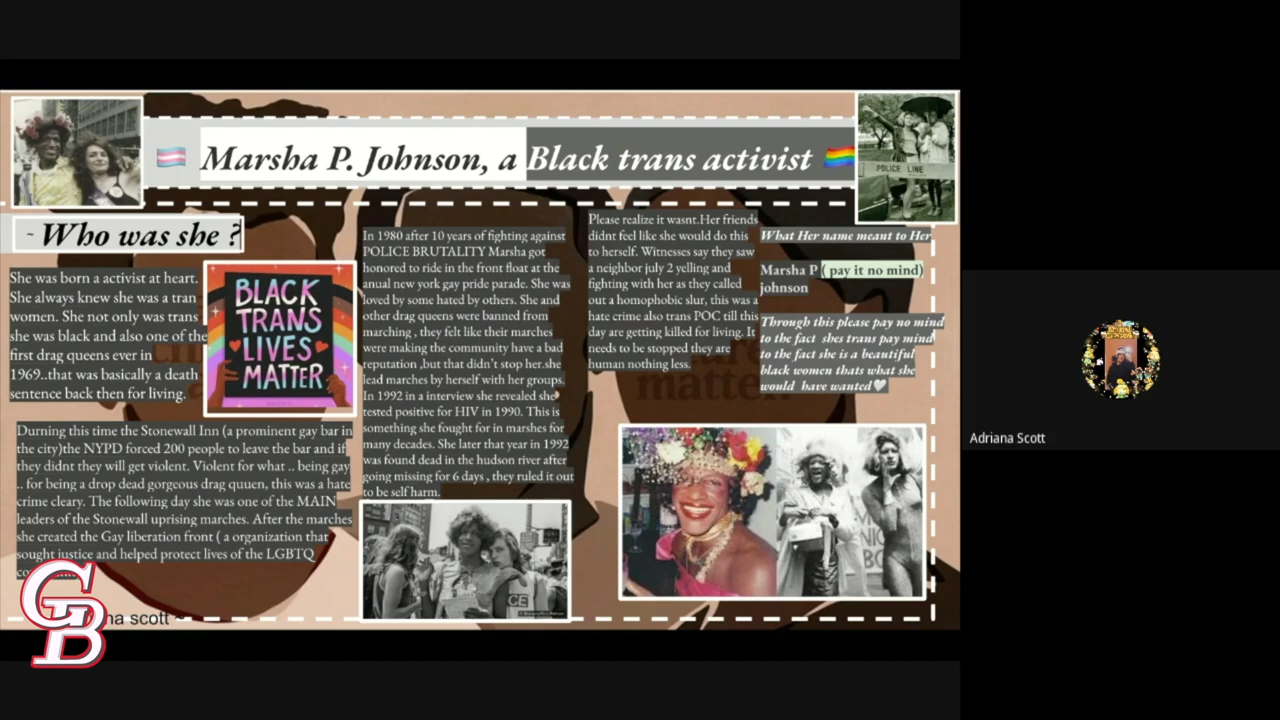 Marsha P. Johnson, a Black trans activist
POLICE LINE
~ Who was she ?
She was born a activist at heart.
She always knew she was a tran
women. She not only was trans
she was black and also one of the
first drag queens ever in
1969..that was basically a death
sentence back then for living.
BLACK
TRANS
LIVES
MATTER
Durning this time the Stonewall Inn (a prominent gay bar in
the city)the NYPD forced 200 people to leave the bar and if
they didnt they will get violent. Violent for what .. being gay
.. for being a drop dead gorgeous drag quuen, this was a hate
crime cleary. The following day she was one of the MAIN
leaders of the Stonewall uprising marches. After the marches
she created the Gay liberation front ( a organization that
sought justice and helped protect lives of the LGBTQ
scott ~
GB
In 1980 after 10 years of fighting against
POLICE BRUTALITY Marsha got
honored to ride in the front float at the
anual new york gay pride parade. She was
loved by some hated by others. She and
other drag queens were banned from
marching , they felt like their marches
were making the community have a bad
reputation ,but that didn't stop her.she
lead marches by herself with her groups.
In 1992 in a interview she revealed she
tested positive for HIV in 1990. This is
something she fought for in marshes for
many decades. She later that year in 1992
was found dead in the hudson river after
going missing for 6 days , they ruled it out
to be self harm.
CE
Please realize it wasnt.Her friends
didnt feel like she would do this
to herself. Witnesses say they saw
a neighbor july 2 yelling and
fighting with her as they called
out a homophobic slur, this was a
hate crime also trans POC till this
day are getting killed for living. It
needs to be stopped they are
human nothing less.
matter.
What Her name meant to Her
Marsha P ( pay it no mind)
johnson
Through this please pay no mind
to the fact shes trans pay mind
to the fact she is a beautiful
black women thats what she
would have wanted🤍
Adriana Scott